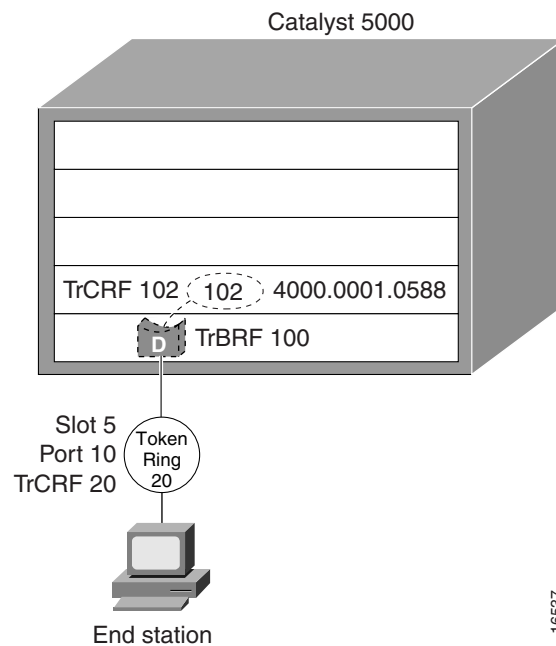 Catalyst 5000
TrCRF 102 102 4000.0001.0588
D TrBRF 100
Slot 5
Port 10
TrCRF 20
Token
Ring
20
End station
16527